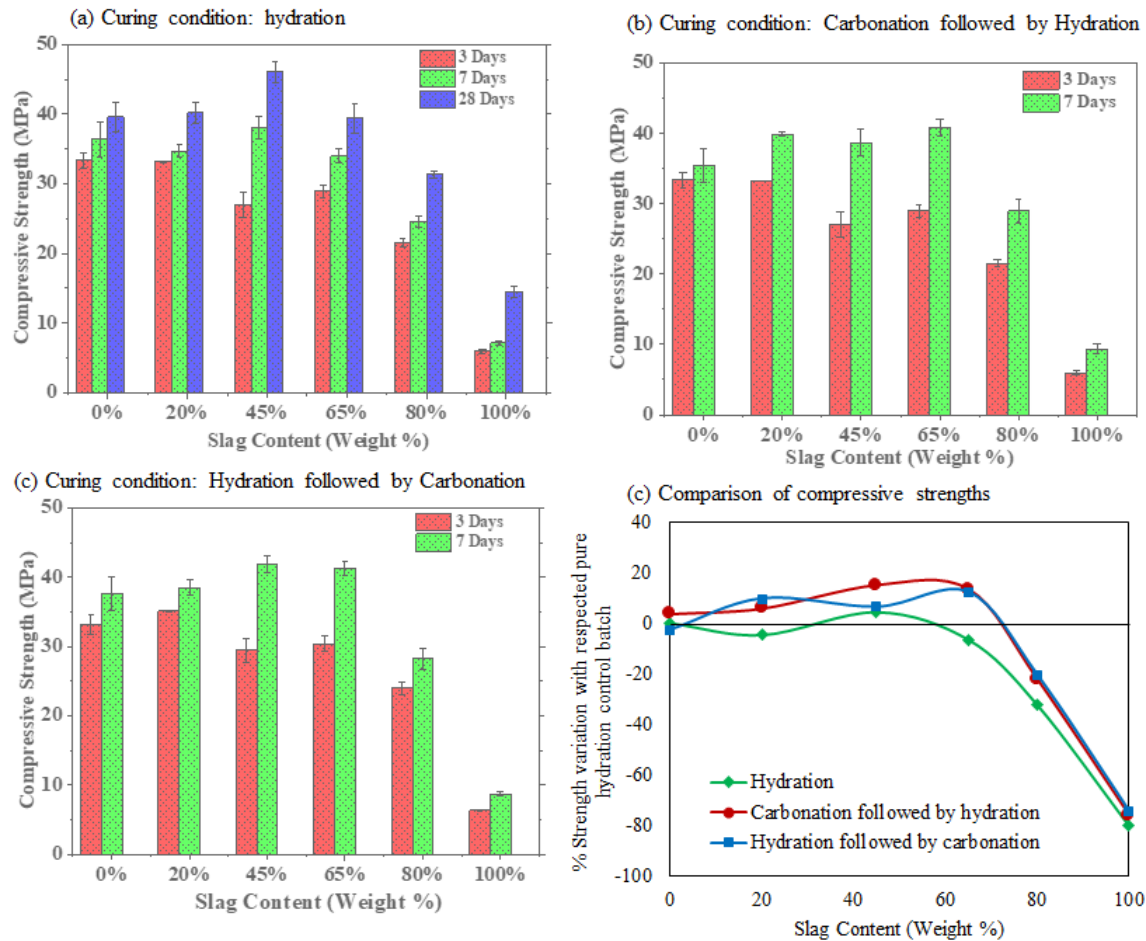 (a) Curing condition: hydration
50
40
30
20
10
0
Compressive Strength (MPa)
3 Days
7 Days
28 Days
0% 20% 45% 65% 80% 100%
Slag Content (Weight %)
(b) Curing condition: Carbonation followed by Hydration
50
40
30
20
10
0
Compressive Strength (MPa)
3 Days
7 Days
0% 20% 45% 65% 80% 100%
Slag Content (Weight %)
(c) Curing condition: Hydration followed by Carbonation
50
40
30
20
10
0
Compressive Strength (MPa)
3 Days
7 Days
0% 20% 45% 65% 80% 100%
Slag Content (Weight %)
(c) Comparison of compressive strengths
40
20
0
-20
-40
-60
-80
-100
% Strength variation with respected pure
hydration control batch
Hydration
Carbonation followed by hydration
Hydration followed by carbonation
0 20 40 60 80 100
Slag Content (Weight %)